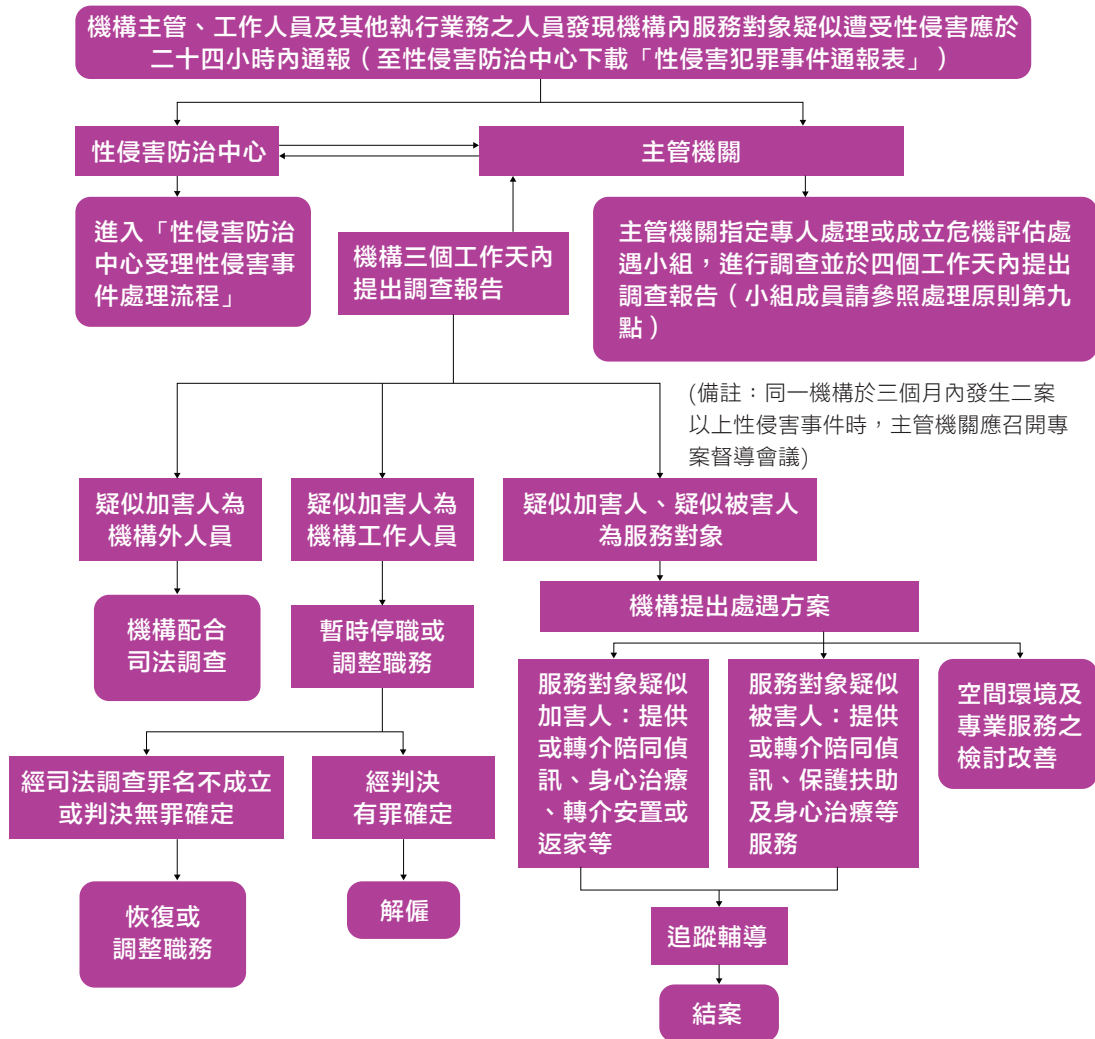 機構主管、工作人員及其他執行業務之人員發現機構內服務對象疑似遭受性侵害應於
二十四小時內通報（至性侵害防治中心下載「性侵害犯罪事件通報表」）
性侵害防治中心
主管機關
進入「性侵害防治
中心受理性侵害事
件處理流程」
機構三個工作天內
提出調查報告
主管機關指定專人處理或成立危機評估處
遇小組，進行調查並於四個工作天內提出
調查報告（小組成員請參照處理原則第九
點）
(備註：同一機構於三個月內發生二案
以上性侵害事件時，主管機關應召開專
案督導會議)
疑似加害人為
機構外人員
疑似加害人為
機構工作人員
疑似加害人、疑似被害人
為服務對象
機構配合
司法調查
暫時停職或
調整職務
機構提出處遇方案
服務對象疑似
加害人：提供
或轉介陪同偵
訊、身心治療
、轉介安置或
返家等
服務對象疑似
被害人：提供
或轉介陪同偵
訊、保護扶助
及身心治療等
服務
空間環境及
專業服務之
檢討改善
經司法調查罪名不成立
或判決無罪確定
經判決
有罪確定
恢復或
調整職務
解僱
追蹤輔導
結案